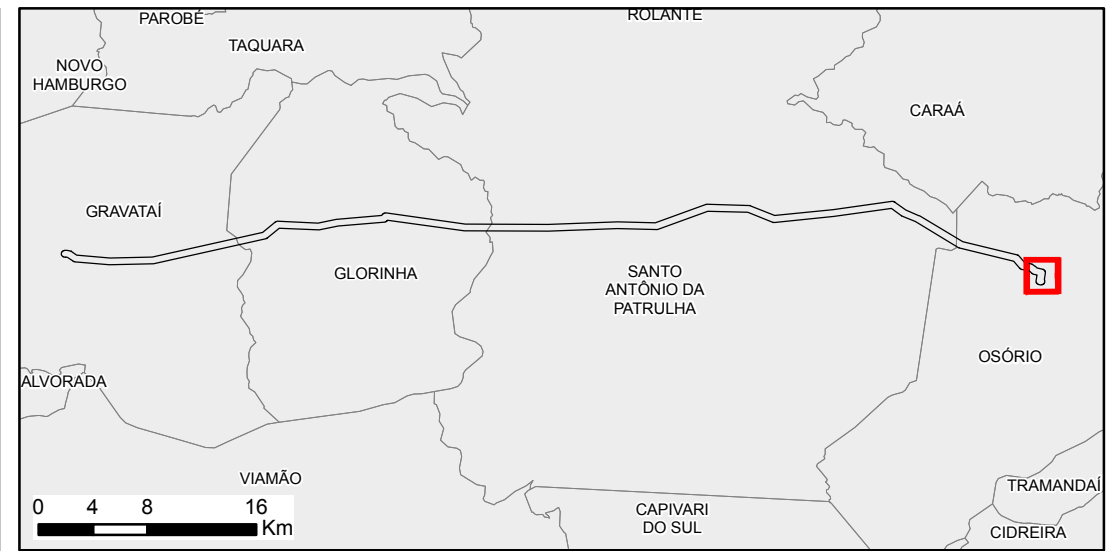 PAROBÉ
ROLANTE
TAQUARA
NOVO
HAMBURGO
CARAÁ
GRAVATAÍ
GLORINHA
SANTO
ANTÔNIO DA
PATRULHA
OSÓRIO
ALVORADA
VIAMÃO
TRAMANDAÍ
CAPIVARI
DO SUL
CIDREIRA
0 4 8 16
Km